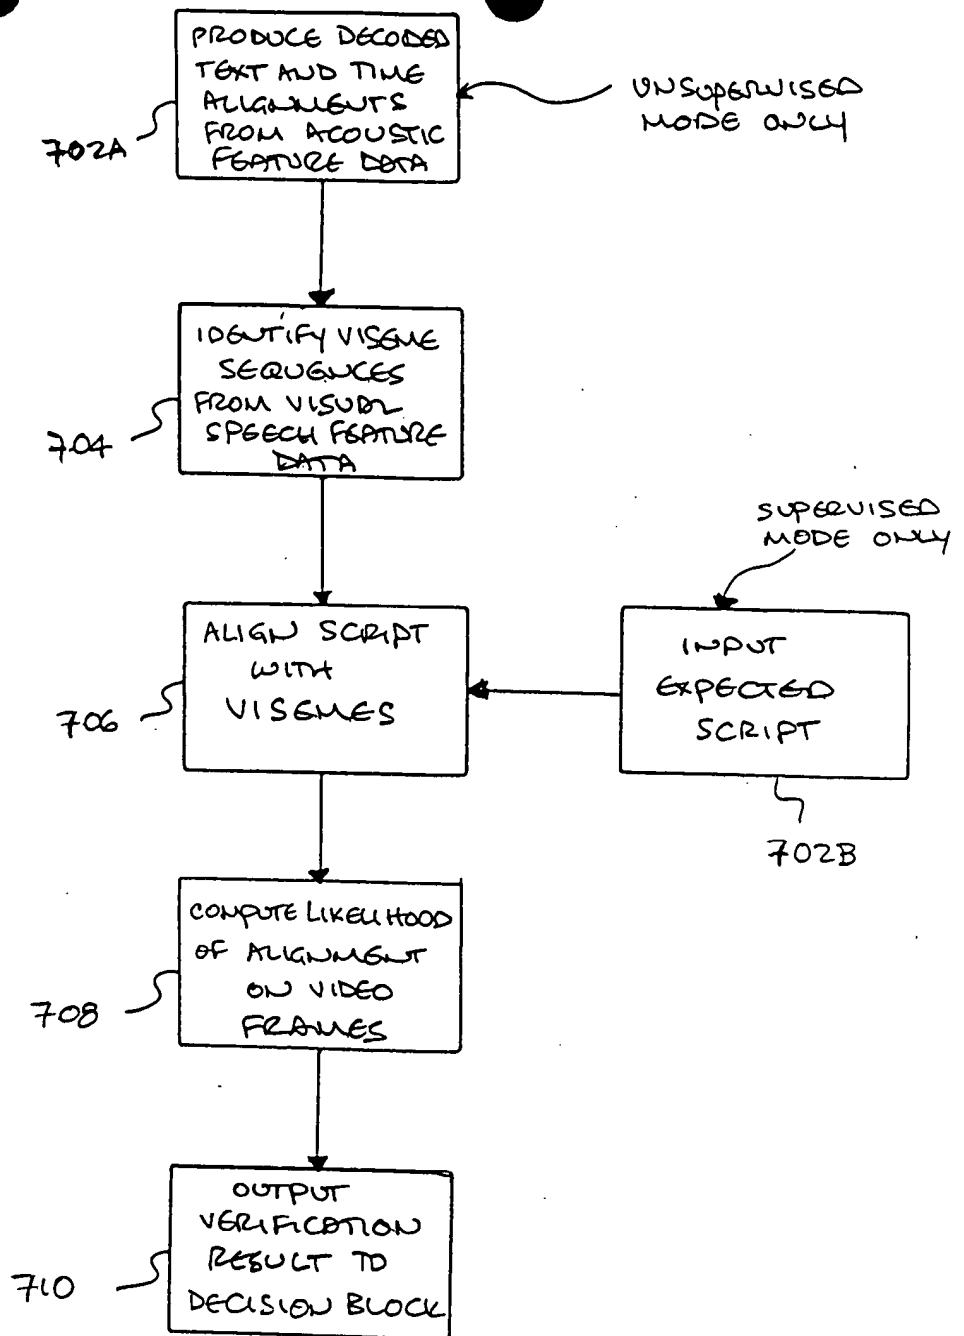 PRODUCE DECODED
TEXT AND TIME
ALIGNMENTS
FROM ACOUSTIC
FEATURE DATA
702A
UNSUPERVISED
MODE ONLY
IDENTIFY VISEME
SEQUENCES
FROM VISUAL
SPEECH FEATURE
DATA
704
SUPERVISED
MODE ONLY
ALIGN SCRIPT
WITH
VISEMES
706
INPUT
EXPECTED
SCRIPT
702B
COMPUTE LIKELIHOOD
OF ALIGNMENT
ON VIDEO
FRAMES
708
OUTPUT
VERIFICATION
RESULT TO
DECISION BLOCK
710